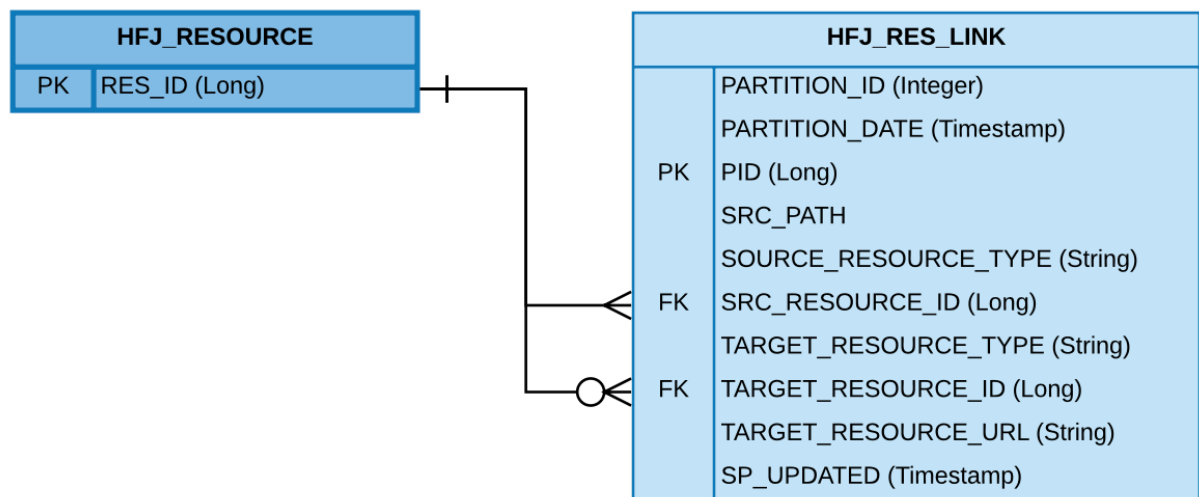 HFJ_RESOURCE
PK RES_ID (Long)
HFJ_RES_LINK
PARTITION_ID (Integer)
PARTITION_DATE (Timestamp)
PK PID (Long)
SRC_PATH
SOURCE_RESOURCE_TYPE (String)
FK SRC_RESOURCE_ID (Long)
TARGET_RESOURCE_TYPE (String)
FK TARGET_RESOURCE_ID (Long)
TARGET_RESOURCE_URL (String)
SP_UPDATED (Timestamp)